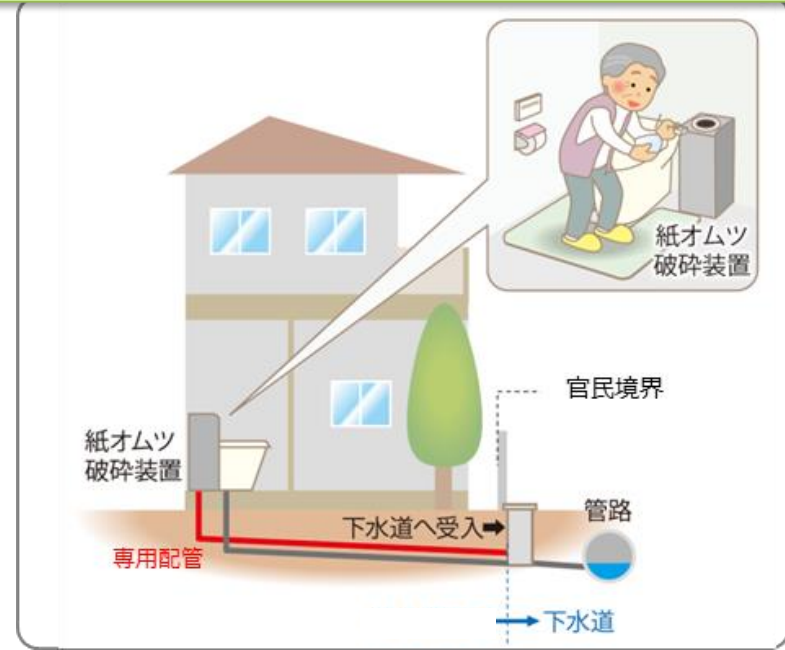 紙オムツ
破砕装置
官民境界
紙オムツ
破砕装置
管路
下水道へ受入➡
専用配管
下水道